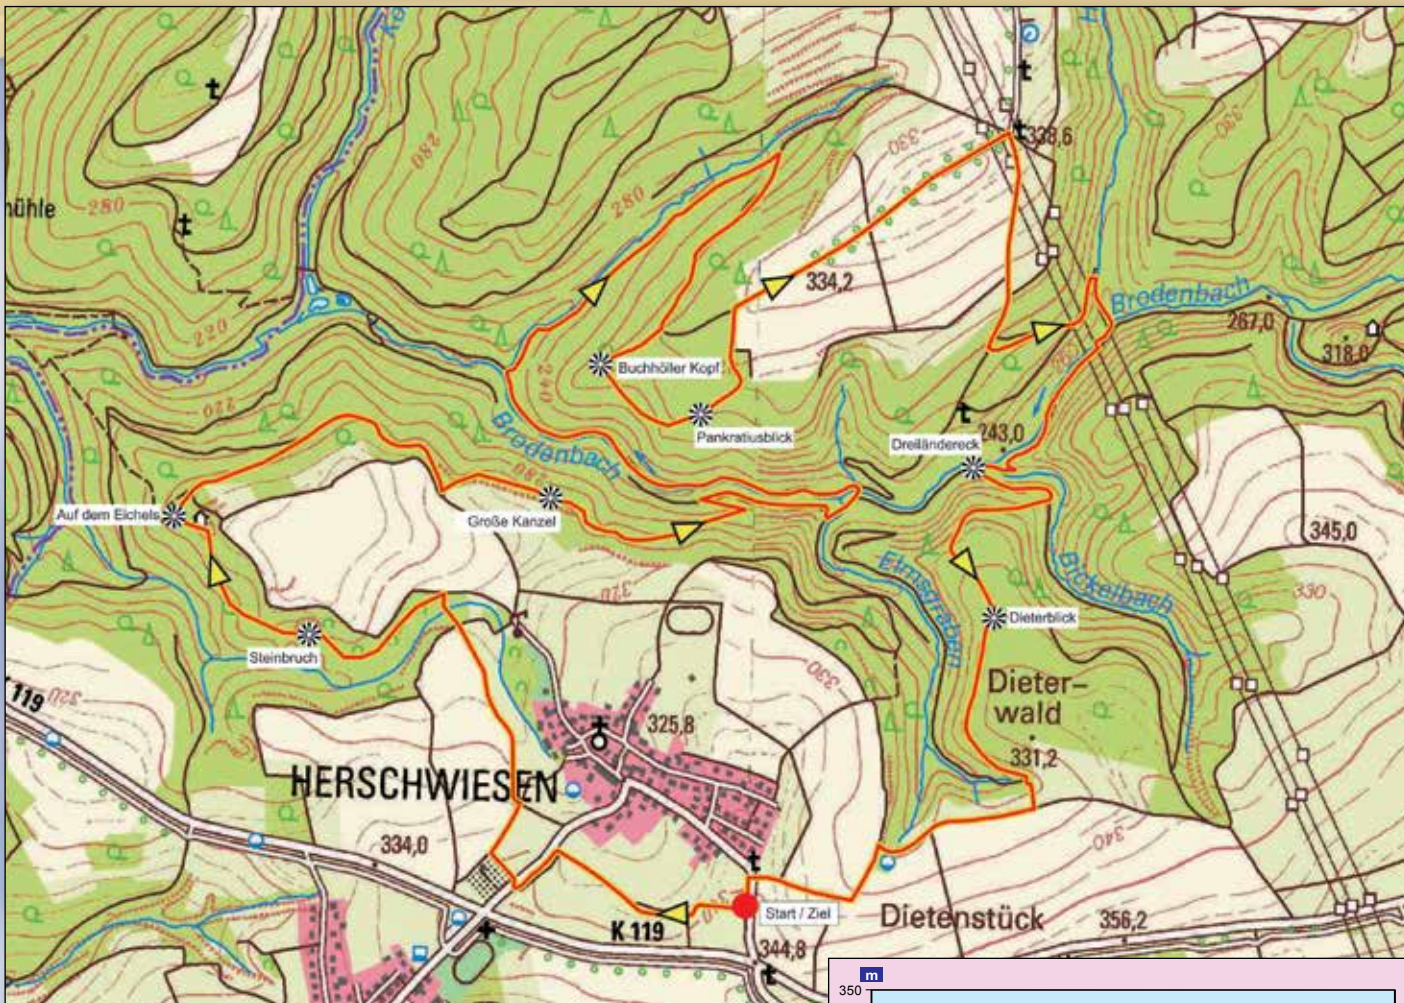 280
280
330
338,6
ühle
280
220
334,2
Brodenbach
267,0
318,0
Buchhöller Kopf
240
220
Pankratiusblick
Brodenbach
Dreiländereck
243,0
280
Auf dem Eichels
Große Kanzel
345,0
Elmsgraben
Bickelbach
320
330
Dieterblick
Steinbruch
330
Dieter-
wald
119
320
325,8
331,2
HERSCHWIESEN
334,0
340
Start / Ziel
K 119
Dietenstück
356,2
344,8
m
350